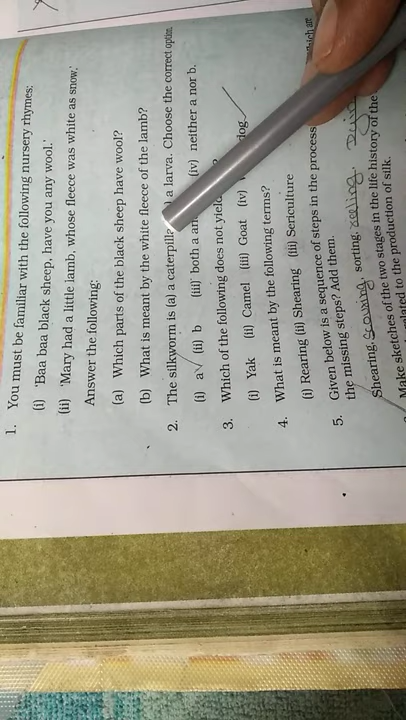 1. You must be familiar with the following nursery rhymes:
(i) 'Baa baa black sheep, have you any wool.'
(ii) 'Mary had a little lamb, whose fleece was white as snow.'
Answer the following:
(a) Which parts of the black sheep have wool?
(b) What is meant by the white fleece of the lamb?
2. The silkworm is (a) a caterpillar a larva. Choose the correct option.
(i) a (ii) b (iii) both a and (iv) neither a nor b.
3. Which of the following does not yield ?
(i) Yak (ii) Camel (iii) Goat (iv) dog
4. What is meant by the following terms?
(i) Rearing (ii) Shearing (iii) Sericulture
5. Given below is a sequence of steps in the process which are
the missing steps? Add them.
Shearing, scouring, sorting,
Make sketches of the two stages in the life history of the
related to the production of silk.